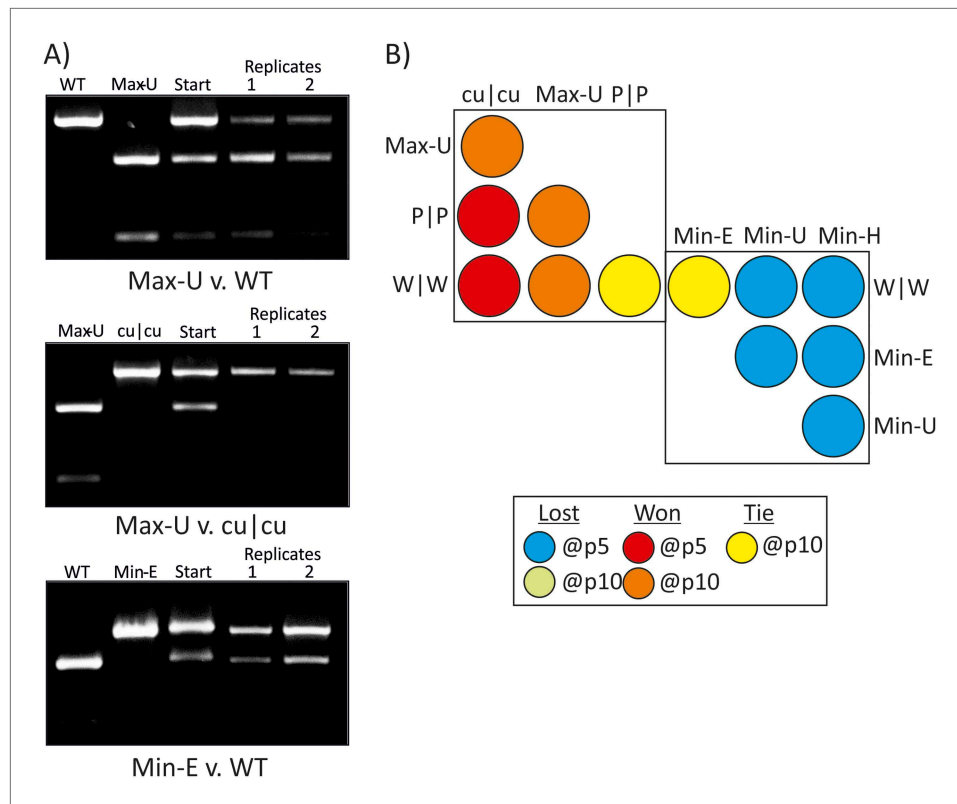 A)
Replicates
WT Max-U Start 1 2
Max-U v. WT
Max-U cu|cu Start Replicates 1 2
Max-U v. cu|cu
Replicates
WT Min-E Start 1 2
Min-E v. WT
B)
cu|cu Max-U P|P
Max-U
P|P
Min-E Min-U Min-H
W|W W|W
Min-E
Min-U
Lost Won Tie
@p5 @p5 @p10
@p10 @p10